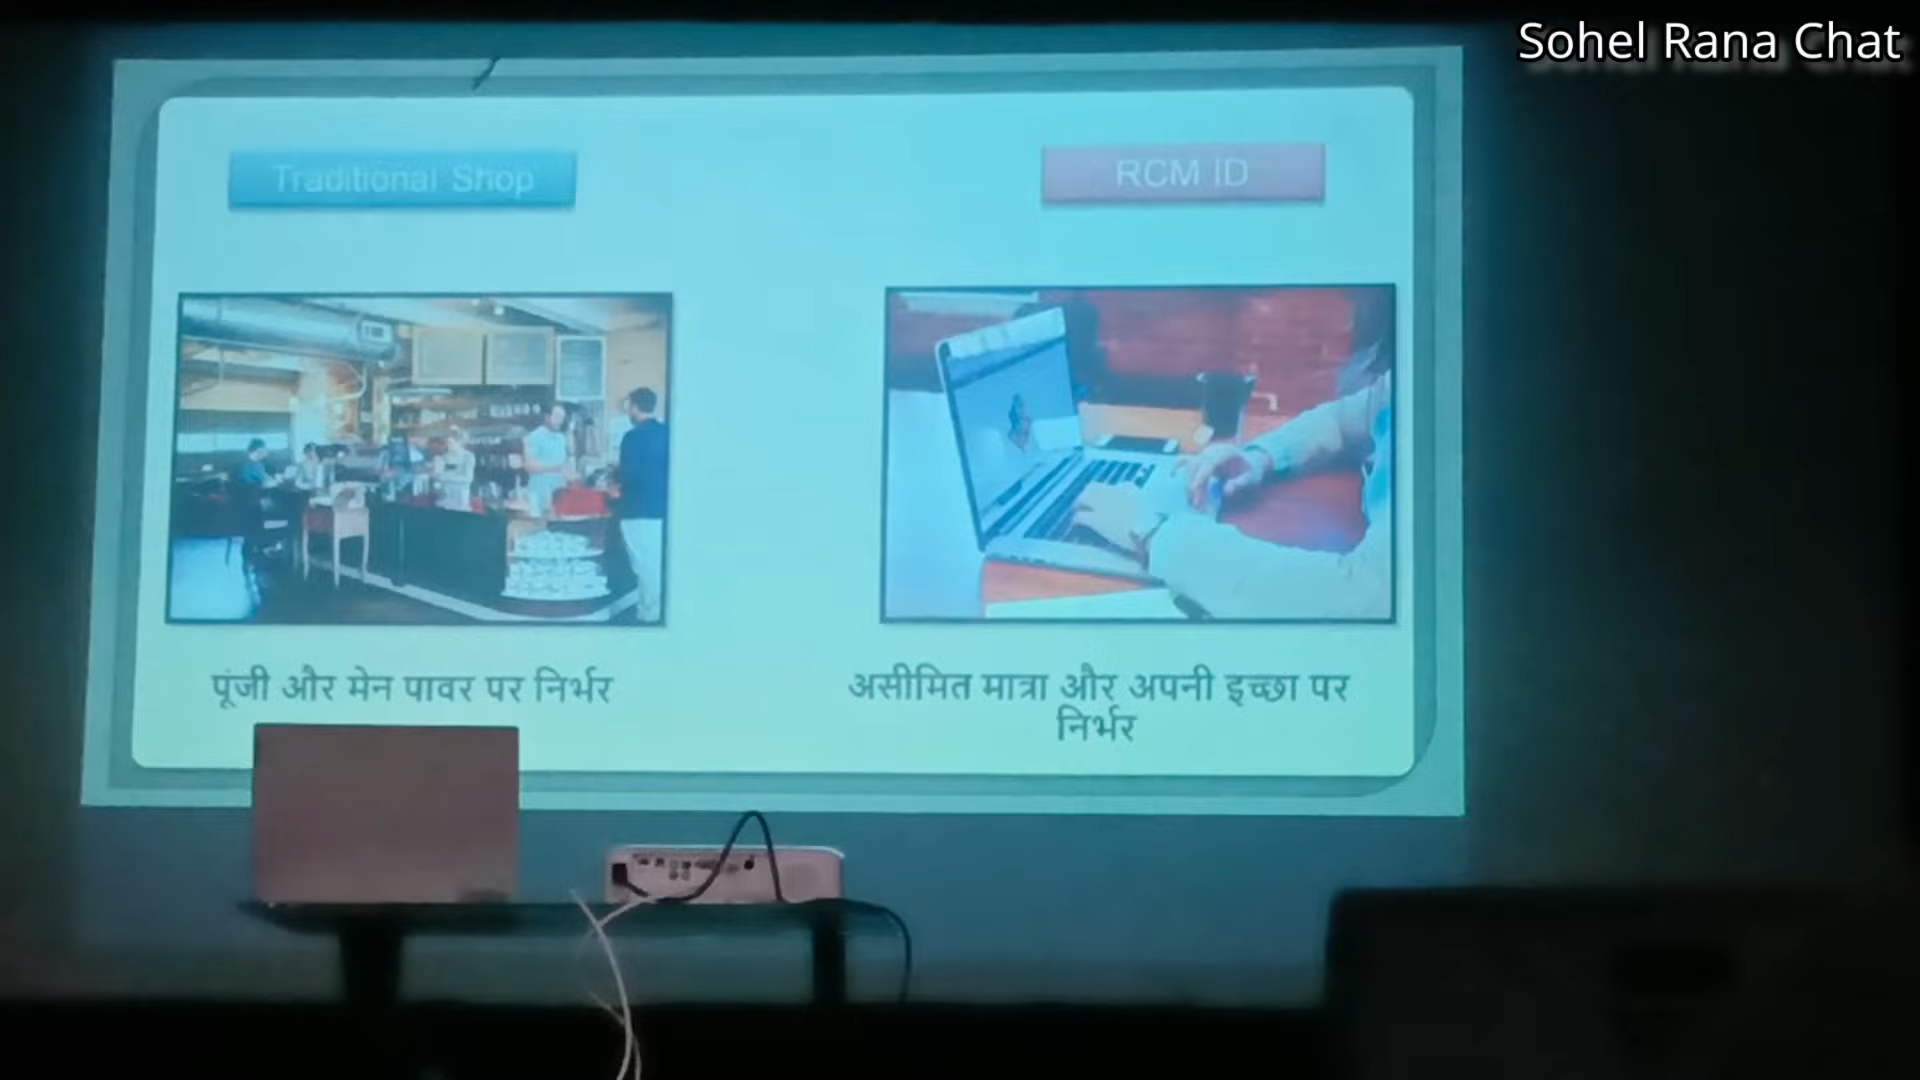 Sohel Rana Chat
Traditional Shop
RCM ID
पूंजी और मेन पावर पर निर्भर
असीमित मात्रा और अपनी इच्छा पर
निर्भर